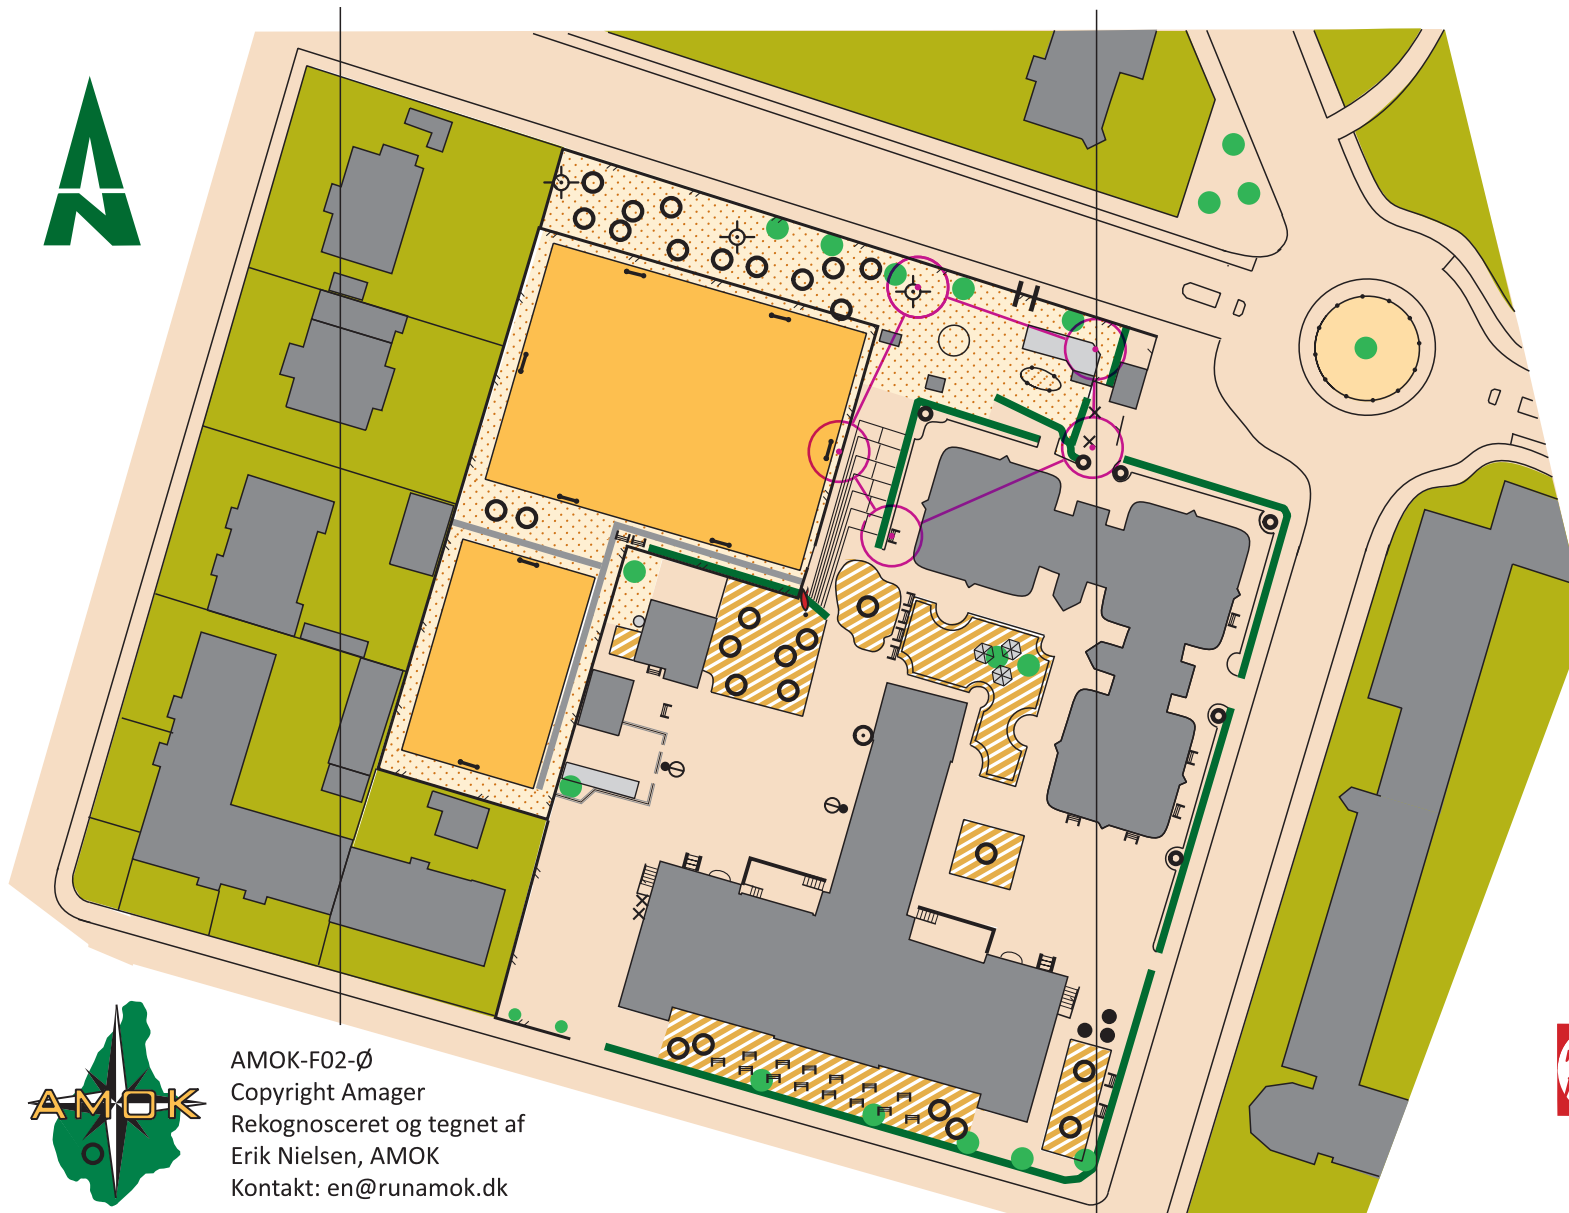 AMOK
AMOK-F02-Ø
Copyright Amager
Rekognosceret og tegnet af
Erik Nielsen, AMOK
Kontakt: en@runamok.dk